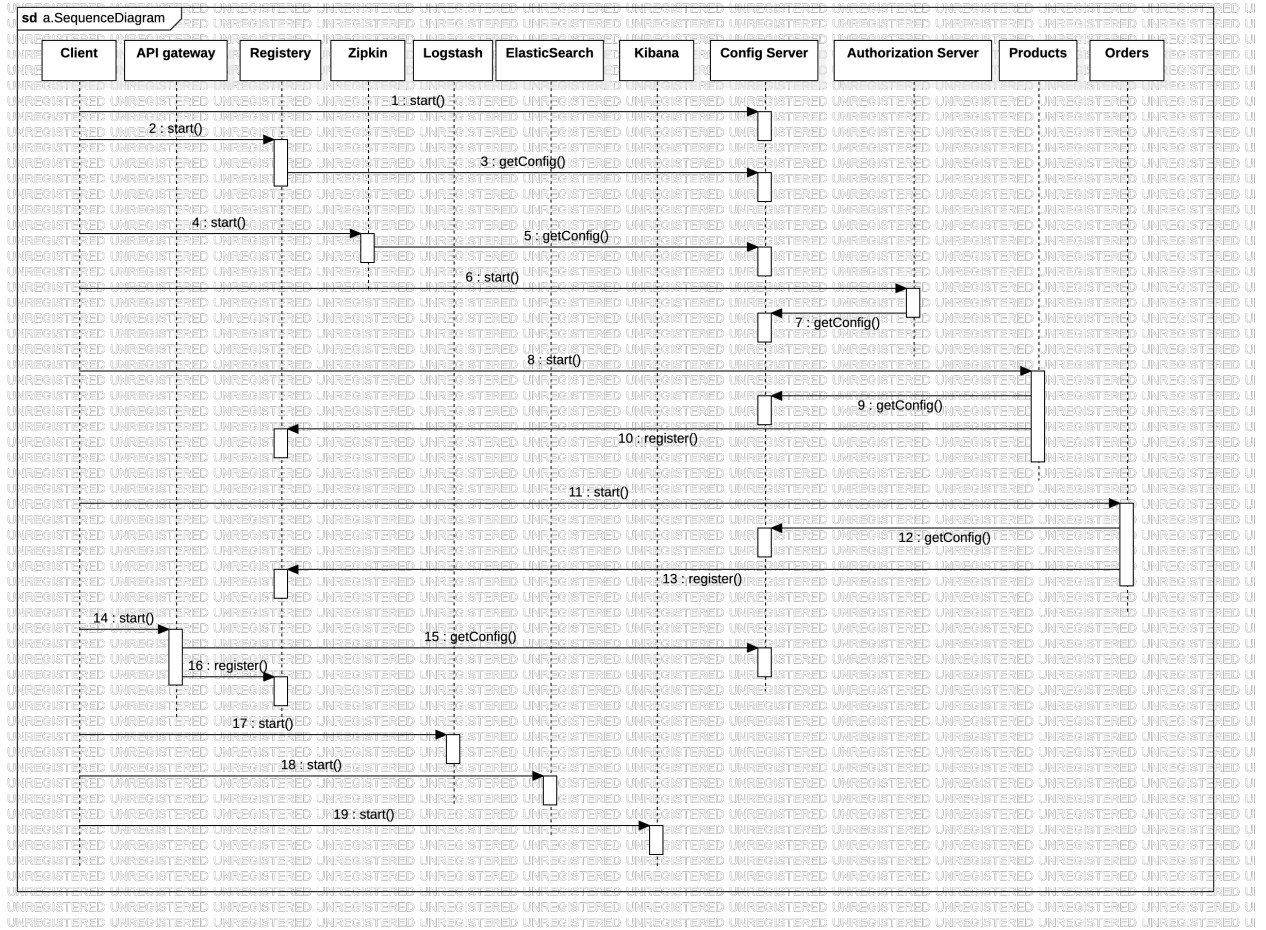 sd a.SequenceDiagram
Client API gateway Registery Zipkin Logstash ElasticSearch Kibana Config Server Authorization Server Products Orders
1 : start()
2 : start()
3 : getConfig()
4 : start()
5 : getConfig()
6 : start()
7 : getConfig()
8 : start()
9 : getConfig()
10 : register()
11 : start()
12 : getConfig()
13 : register()
14 : start()
15 : getConfig()
16 : register()
17 : start()
18 : start()
19 : start()
UNREGISTERED